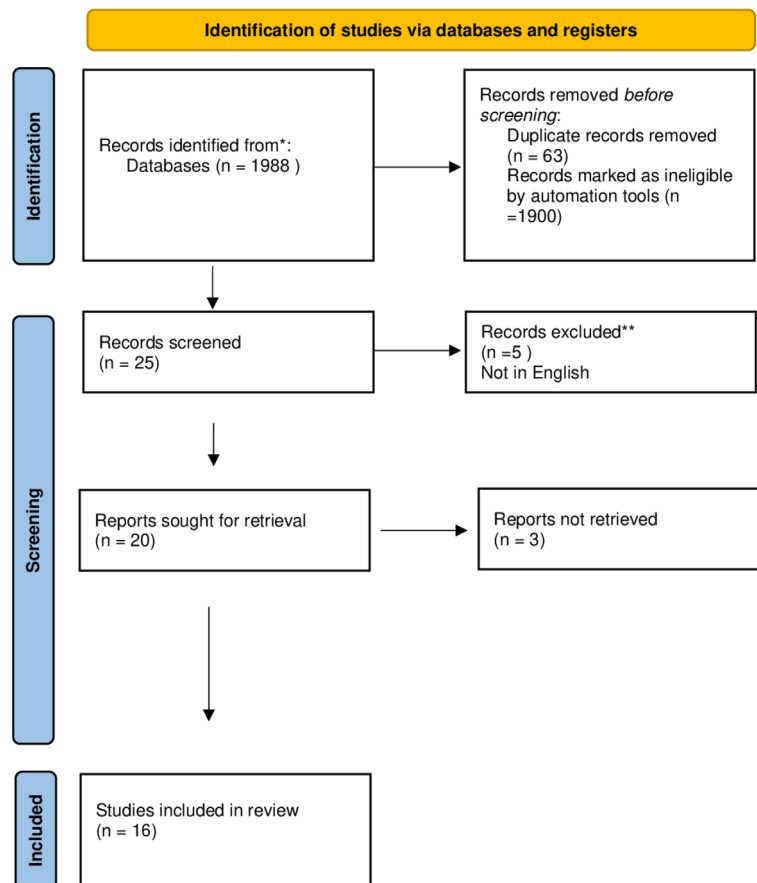 Identification of studies via databases and registers
Identification
Records identified from*:
Databases (n = 1988 )
Records removed before
screening:
Duplicate records removed
(n = 63)
Records marked as ineligible
by automation tools (n
=1900)
Screening
Records screened
(n = 25)
Records excluded**
(n =5 )
Not in English
Reports sought for retrieval
(n = 20)
Reports not retrieved
(n = 3)
Included
Studies included in review
(n = 16)